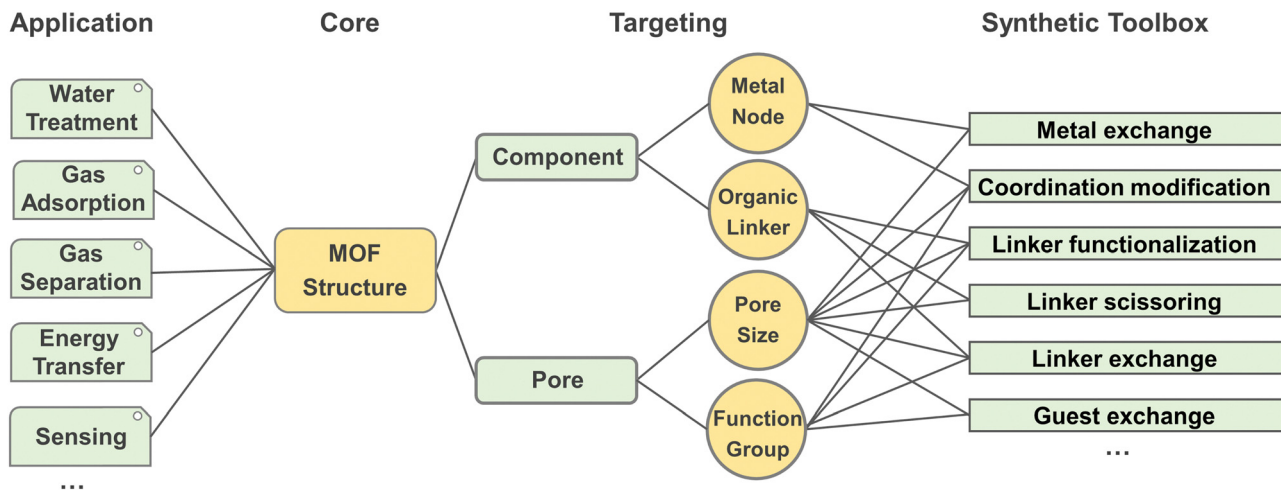 Application
Core
Targeting
Synthetic Toolbox
Water
Treatment
Gas
Adsorption
Gas
Separation
Energy
Transfer
Sensing
...
MOF
Structure
Component
Pore
Metal
Node
Organic
Linker
Pore
Size
Function
Group
Metal exchange
Coordination modification
Linker functionalization
Linker scissoring
Linker exchange
Guest exchange
...